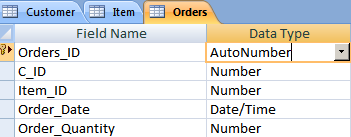 Customer Item Orders
Field Name Data Type
Orders_ID AutoNumber
C_ID Number
Item_ID Number
Order_Date Date/Time
Order_Quantity Number